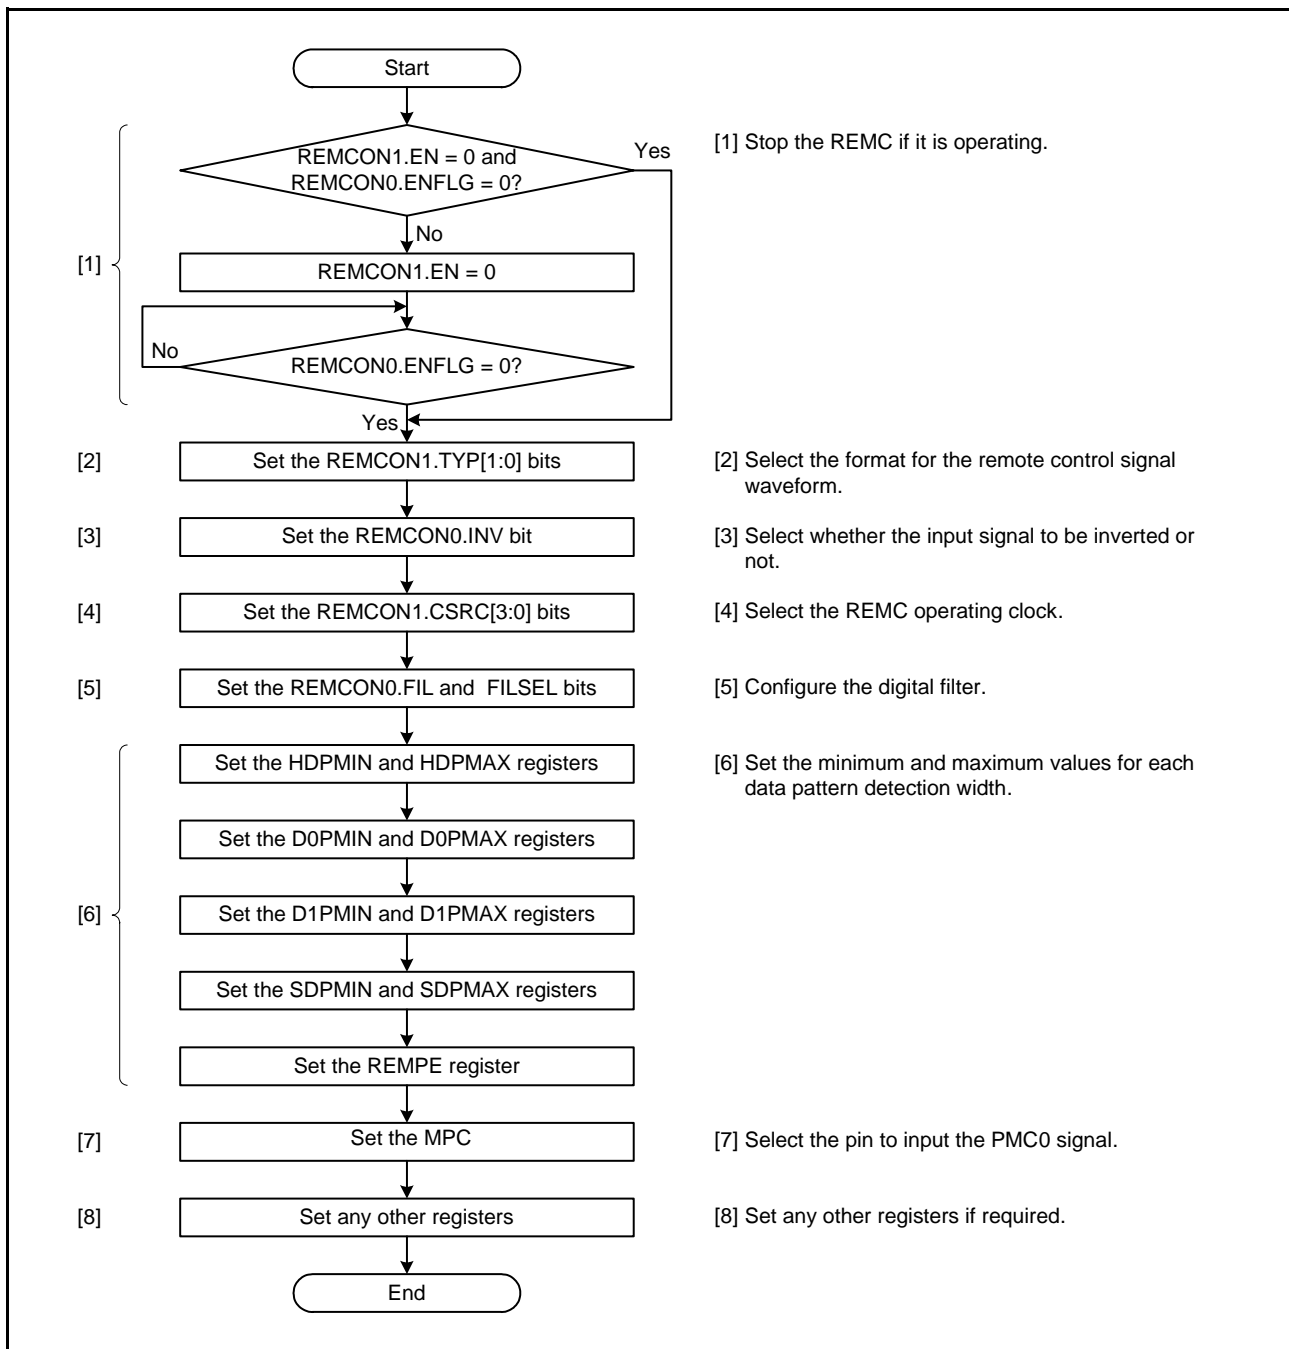 Start
REMCON1.EN = 0 and
REMCON0.ENFLG = 0?
Yes
[1] Stop the REMC if it is operating.
No
[1]
REMCON1.EN = 0
No
REMCON0.ENFLG = 0?
Yes
[2]
Set the REMCON1.TYP[1:0] bits
[2] Select the format for the remote control signal
waveform.
[3]
Set the REMCON0.INV bit
[3] Select whether the input signal to be inverted or
not.
[4]
Set the REMCON1.CSRC[3:0] bits
[4] Select the REMC operating clock.
[5]
Set the REMCON0.FIL and FILSEL bits
[5] Configure the digital filter.
Set the HDPMIN and HDPMAX registers
[6] Set the minimum and maximum values for each
data pattern detection width.
Set the D0PMIN and D0PMAX registers
[6]
Set the D1PMIN and D1PMAX registers
Set the SDPMIN and SDPMAX registers
Set the REMPE register
[7]
Set the MPC
[7] Select the pin to input the PMC0 signal.
[8]
Set any other registers
[8] Set any other registers if required.
End